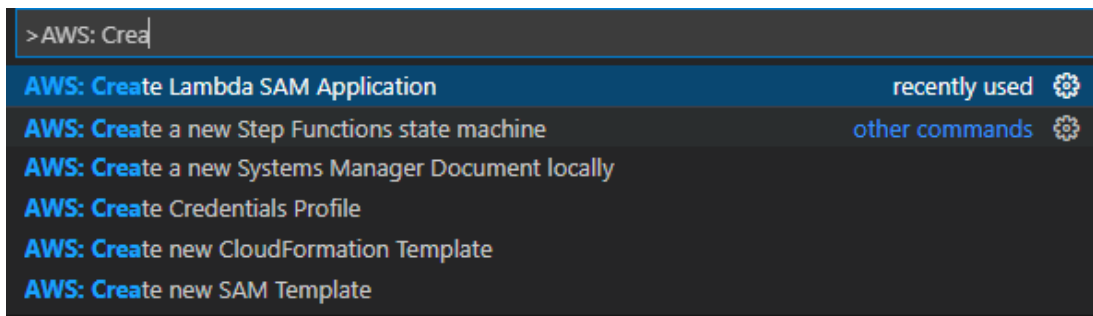 >AWS: Crea
AWS: Create Lambda SAM Application recently used
AWS: Create a new Step Functions state machine other commands
AWS: Create a new Systems Manager Document locally
AWS: Create Credentials Profile
AWS: Create new CloudFormation Template
AWS: Create new SAM Template